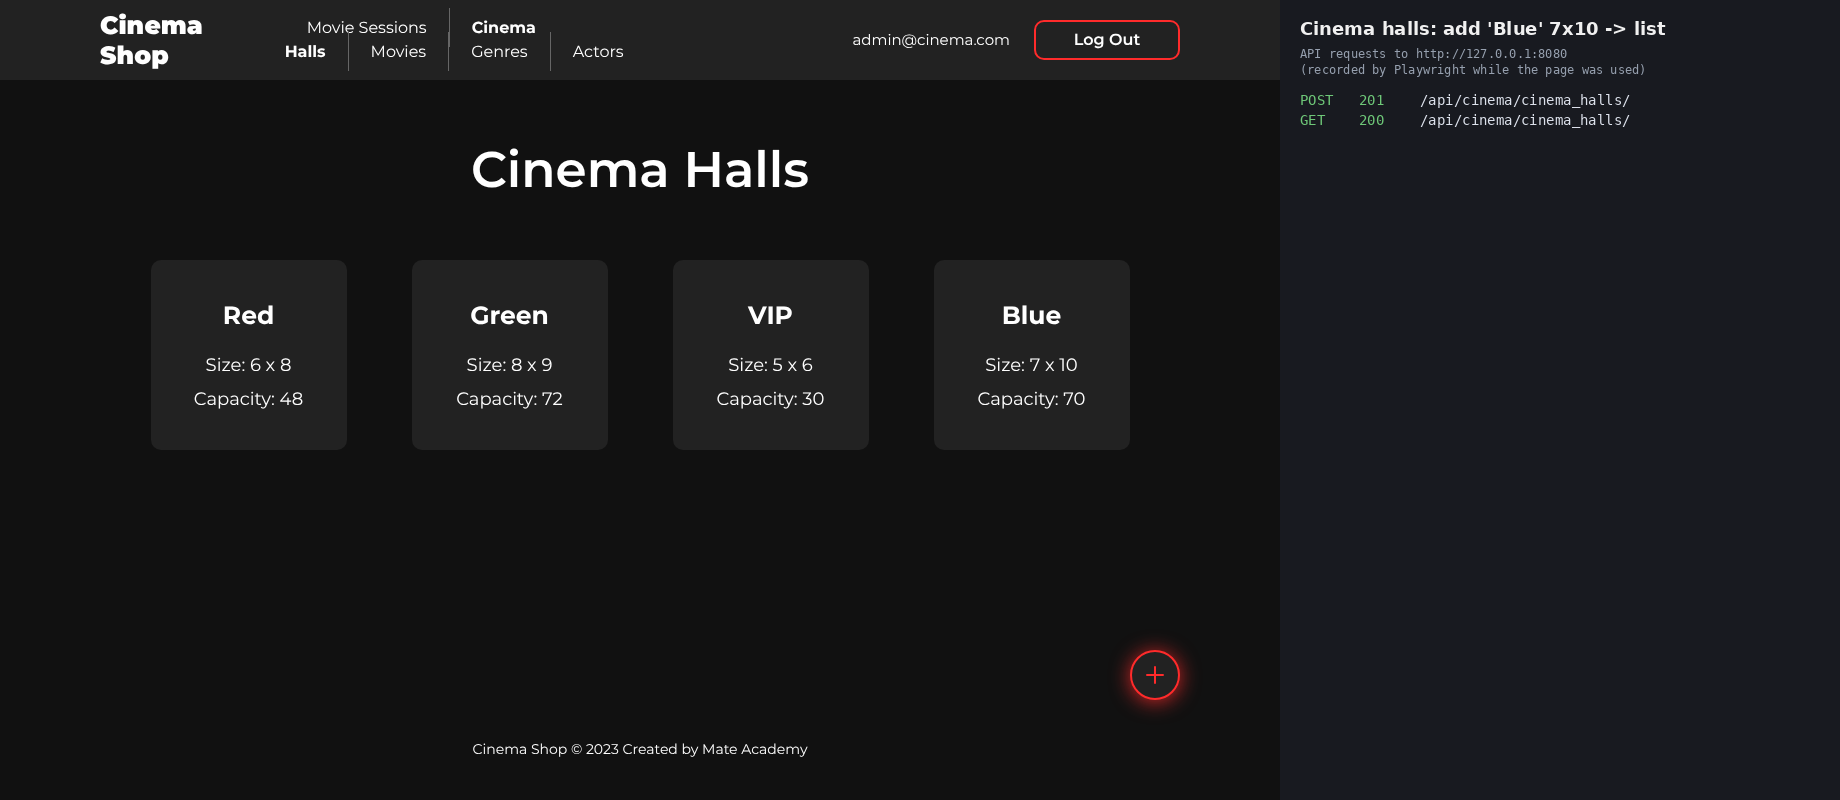 Cinema
Shop
Movie Sessions
Cinema
Halls
Movies
Genres
Actors
admin@cinema.com
Log Out
Cinema Halls
Red
Size: 6 x 8
Capacity: 48
Green
Size: 8 x 9
Capacity: 72
VIP
Size: 5 x 6
Capacity: 30
Blue
Size: 7 x 10
Capacity: 70
Cinema Shop © 2023 Created by Mate Academy
Cinema halls: add 'Blue' 7x10 -> list
API requests to http://127.0.0.1:8080
(recorded by Playwright while the page was used)
POST 201 /api/cinema/cinema_halls/
GET 200 /api/cinema/cinema_halls/